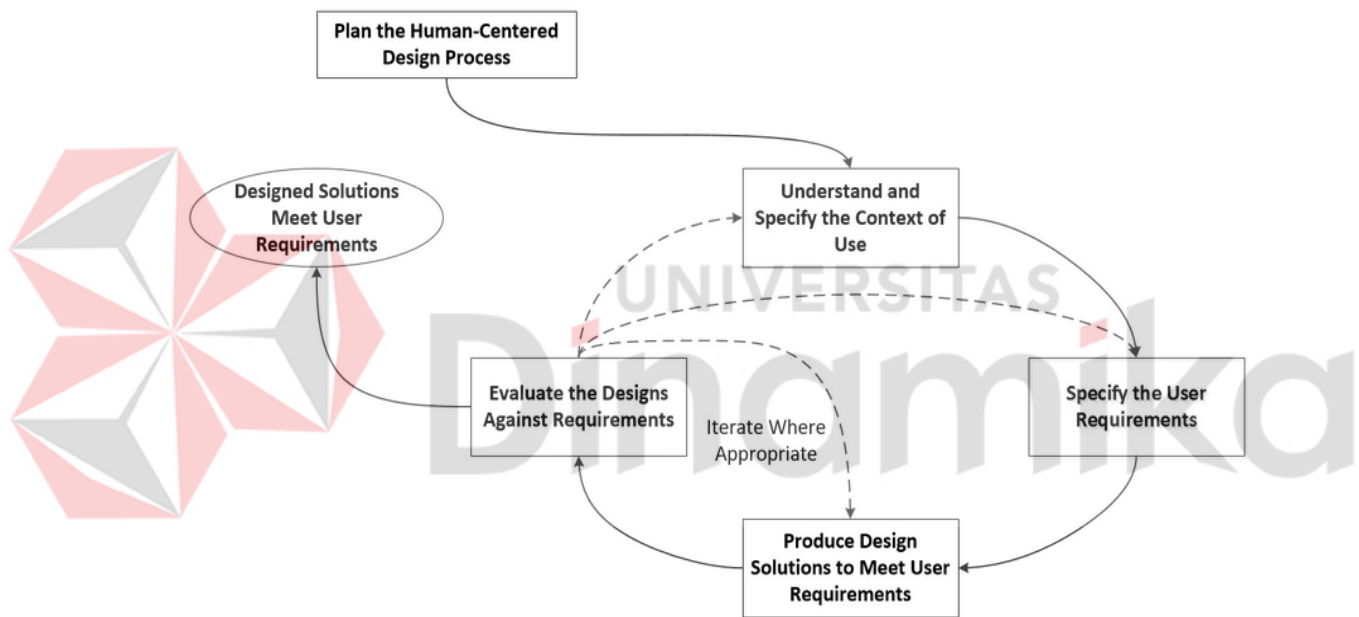 Plan the Human-Centered
Design Process
Designed Solutions
Meet User
Requirements
Understand and
Specify the Context of
Use
UNIVERSITAS
Dinamika
Evaluate the Designs
Against Requirements
Specify the User
Requirements
Iterate Where
Appropriate
Produce Design
Solutions to Meet User
Requirements